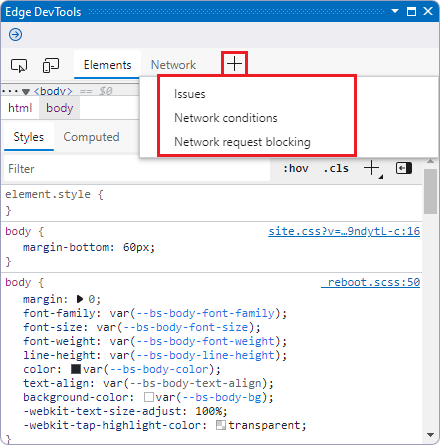 Edge DevTools
Elements Network
Issues
Network conditions
Network request blocking
... <body> == $0
html body
Styles Computed
Filter :hov .cls
element.style {
}
body { site.css?v=…9ndytL-c:16
margin-bottom: 60px;
}
body { _reboot.scss:50
margin: 0;
font-family: var(--bs-body-font-family);
font-size: var(--bs-body-font-size);
font-weight: var(--bs-body-font-weight);
line-height: var(--bs-body-line-height);
color: var(--bs-body-color);
text-align: var(--bs-body-text-align);
background-color: var(--bs-body-bg);
-webkit-text-size-adjust: 100%;
-webkit-tap-highlight-color: transparent;
}